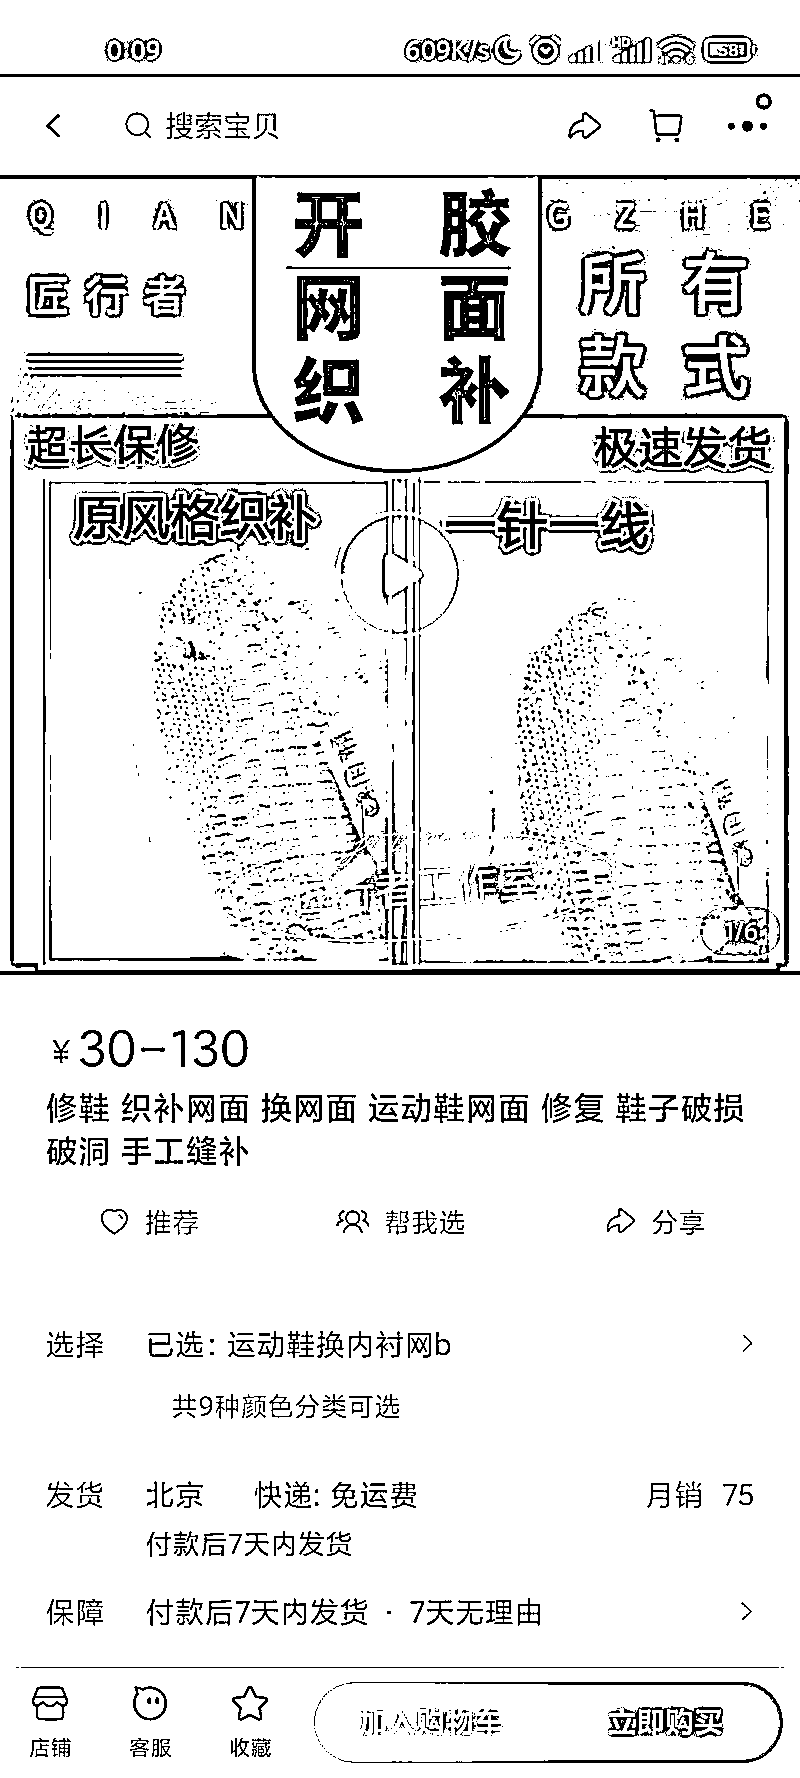 0:09 609K/s HD 58
搜索宝贝
Q I A N G Z H E
匠行者
开胶
网面
织补
所有
款式
超长保修 极速发货
原风格织补 一针一线
工作室
1/6
¥30-130
修鞋 织补网面 换网面 运动鞋网面 修复 鞋子破损
破洞 手工缝补
推荐 帮我选 分享
选择 已选: 运动鞋换内衬网b
共9种颜色分类可选
发货 北京 快递: 免运费 月销 75
付款后7天内发货
保障 付款后7天内发货 · 7天无理由
店铺 客服 收藏 加入购物车 立即购买